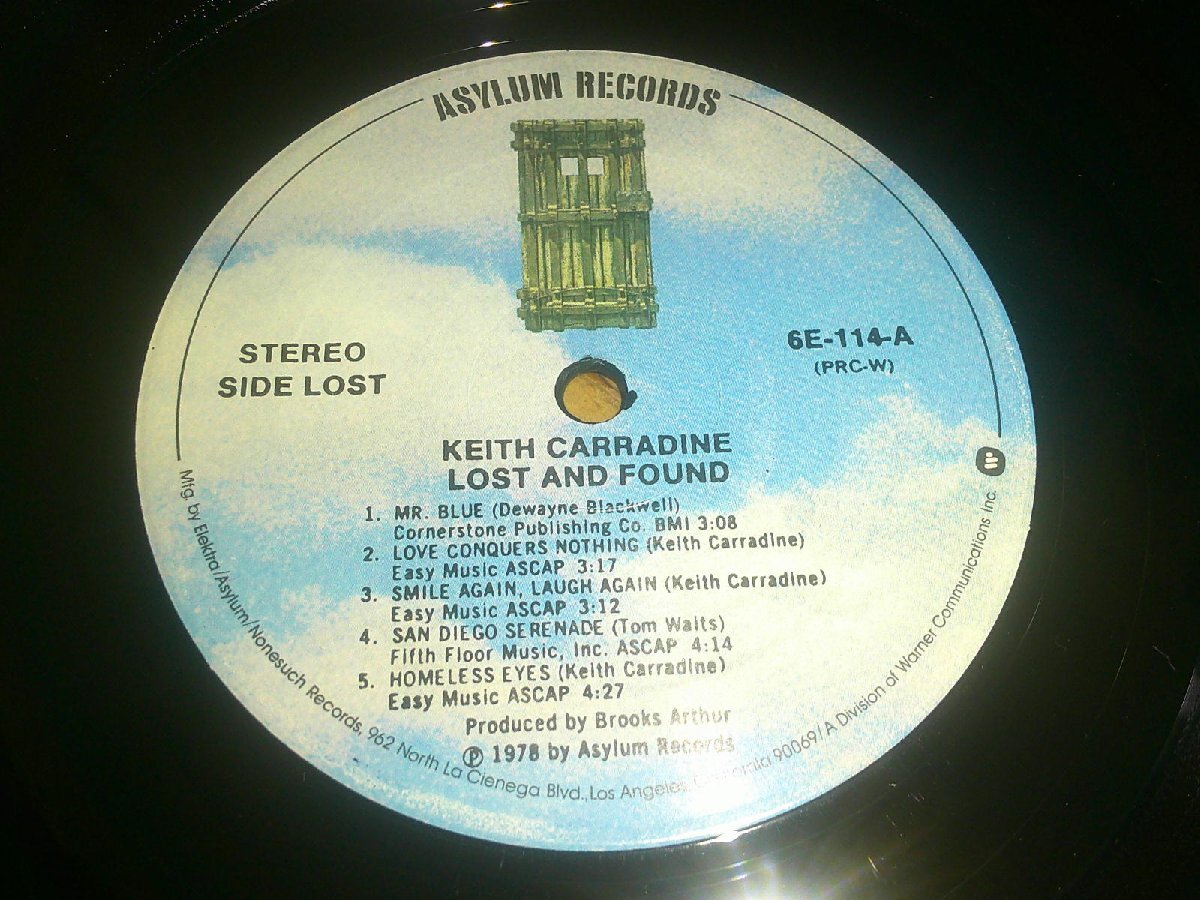 ASYLUM RECORDS
STEREO
SIDE LOST
6E-114-A
(PRC-W)
KEITH CARRADINE
LOST AND FOUND
1. MR. BLUE (Dewayne Blackwell)
Cornerstone Publishing Co. BMI 3:08
2. LOVE CONQUERS NOTHING (Keith Carradine)
Easy Music ASCAP 3:17
3. SMILE AGAIN, LAUGH AGAIN (Keith Carradine)
Easy Music ASCAP 3:12
4. SAN DIEGO SERENADE (Tom Waits)
Fifth Floor Music, Inc. ASCAP 4:14
5. HOMELESS EYES (Keith Carradine)
Easy Music ASCAP 4:27
Produced by Brooks Arthur
℗ 1978 by Asylum Records
Mfg. by Elektra/Asylum/Nonesuch Records, 962 North La Cienega Blvd., Los Angeles, California 90069/A Division of Warner Communications Inc.